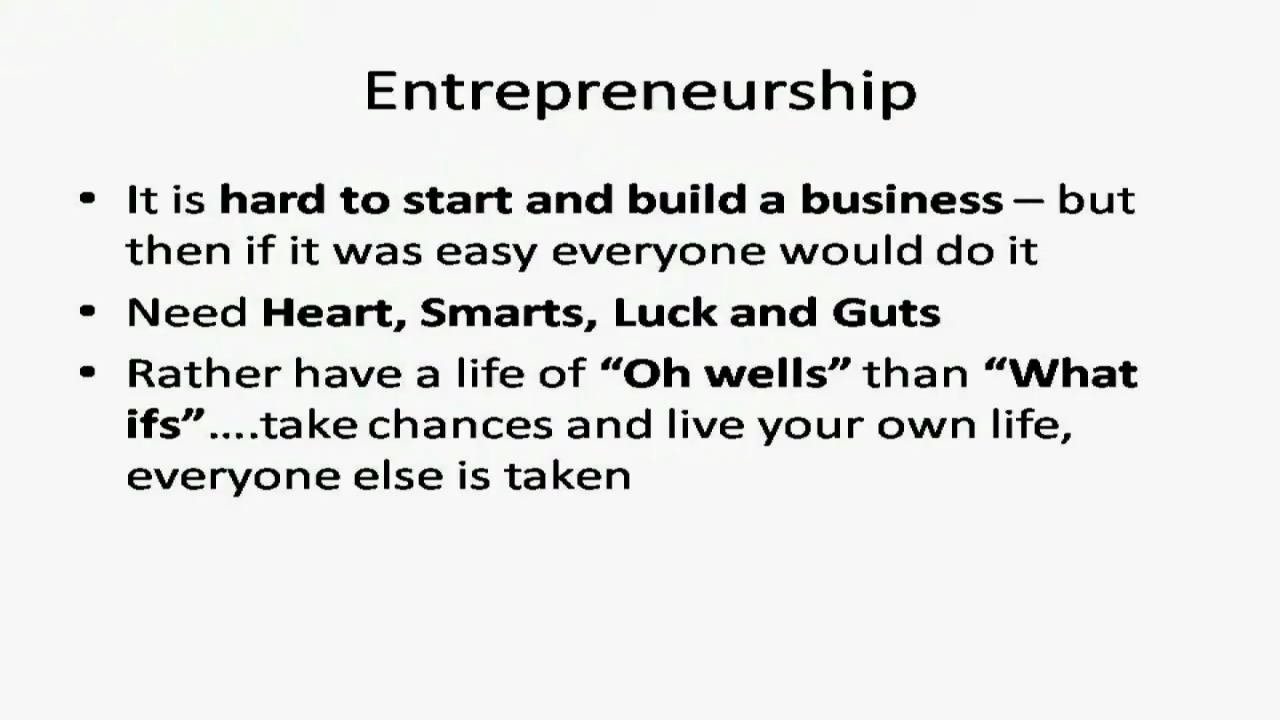 Entrepreneurship
• It is hard to start and build a business – but
then if it was easy everyone would do it
• Need Heart, Smarts, Luck and Guts
• Rather have a life of “Oh wells” than “What
ifs”....take chances and live your own life,
everyone else is taken